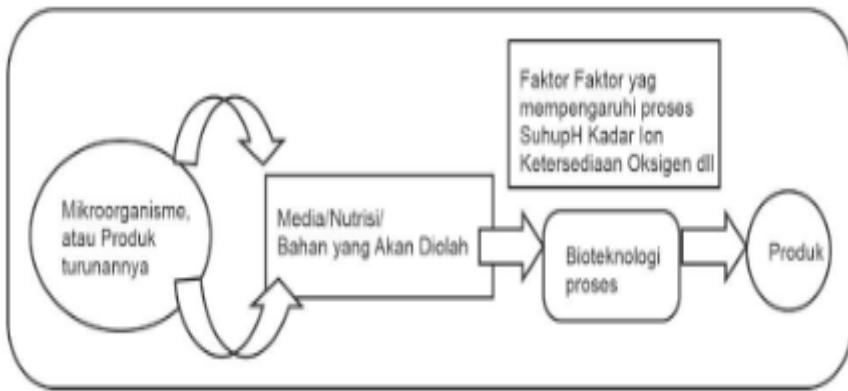 Faktor Faktor yag
mempengaruhi proses
SuhupH Kadar Ion
Ketersediaan Oksigen dll
Mikroorganisme,
atau Produk
turunannya
Media/Nutrisi/
Bahan yang Akan Diolah
Bioteknologi
proses
Produk